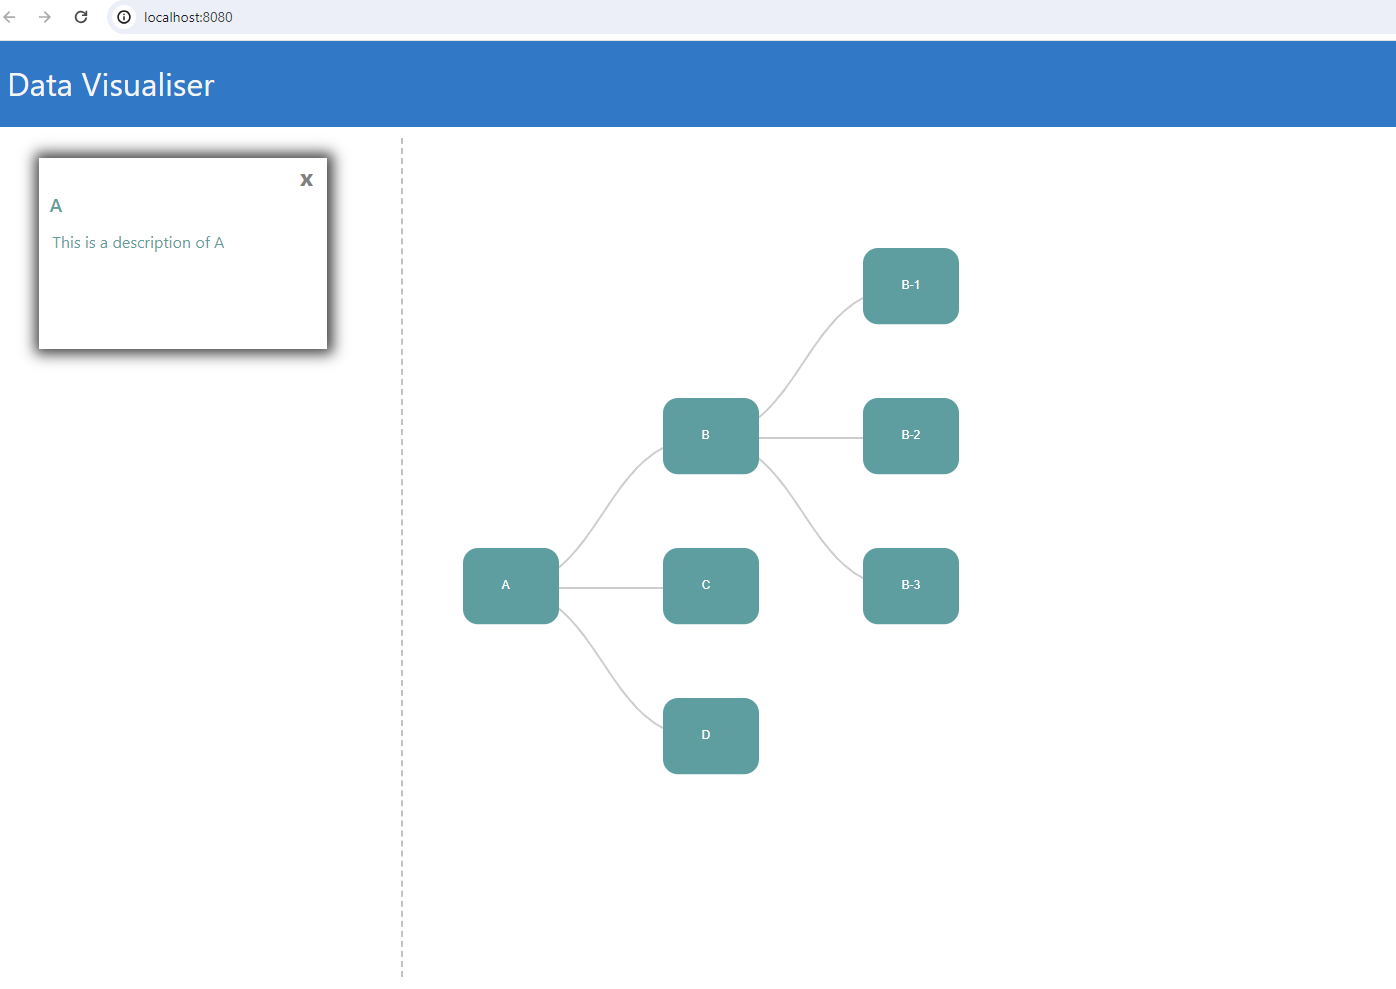 localhost:8080
Data Visualiser
x
A
This is a description of A
B-1
B
B-2
A
C
B-3
D